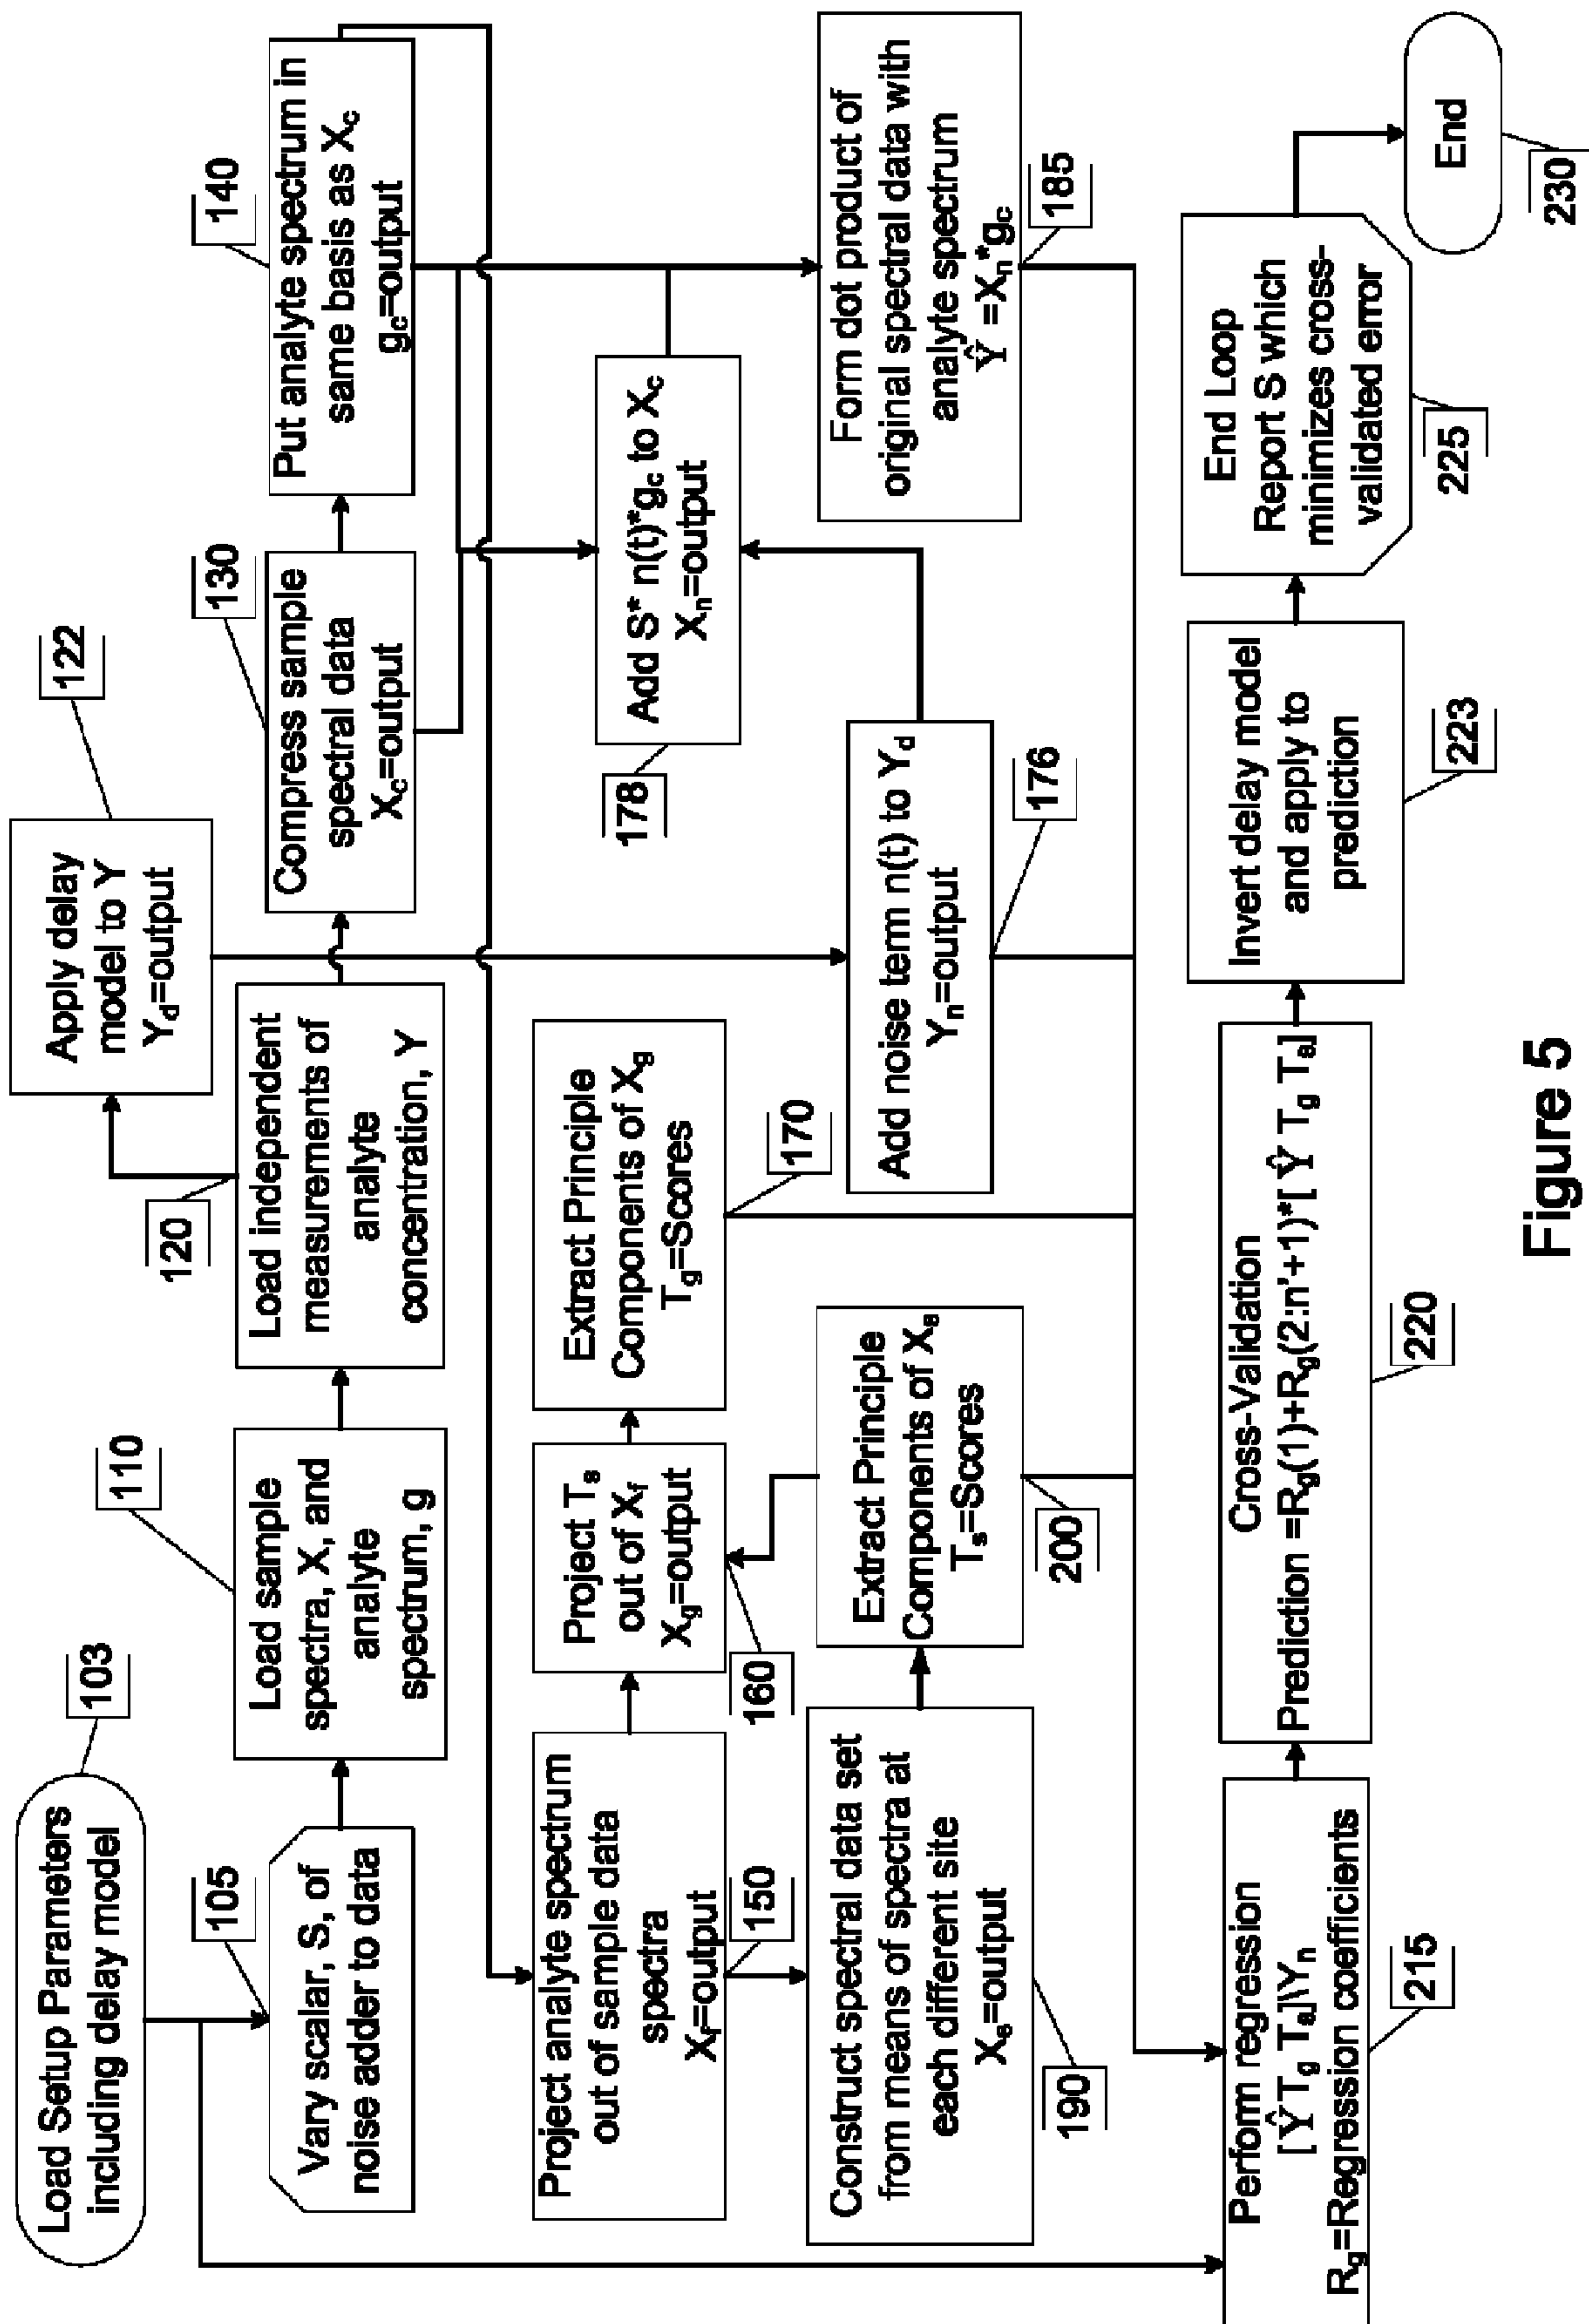 Load Setup Parameters
including delay model
103
105
Vary scalar, S, of
noise adder to data
110
Load sample
spectra, X, and
analyte
spectrum, g
120
Load independent
measurements of
analyte
concentration, Y
Apply delay
model to Y
Y_d=output
122
130
Compress sample
spectral data
X_c=output
140
Put analyte spectrum in
same basis as X_c
g_c=output
Project analyte spectrum
out of sample data
spectra
X_f=output
150
Project T_s
out of X_f
X_g=output
160
Extract Principle
Components of X_g
T_g=Scores
170
178
Add S* n(t)*g_c to X_c
X_n=output
Construct spectral data set
from means of spectra at
each different site
X_s=output
190
Extract Principle
Components of X_s
T_s=Scores
200
Add noise term n(t) to Y_d
Y_n=output
176
Form dot product of
original spectral data with
analyte spectrum
Ŷ =X_n*g_c
185
Perform regression
[ Ŷ T_g T_s]\Y_n
R_g=Regression coefficients
215
Cross-Validation
Prediction =R_g(1)+R_g(2:n'+1)*[ Ŷ T_g T_s]
220
Invert delay model
and apply to
prediction
223
End Loop
Report S which
minimizes cross-
validated error
225
End
230
Figure 5